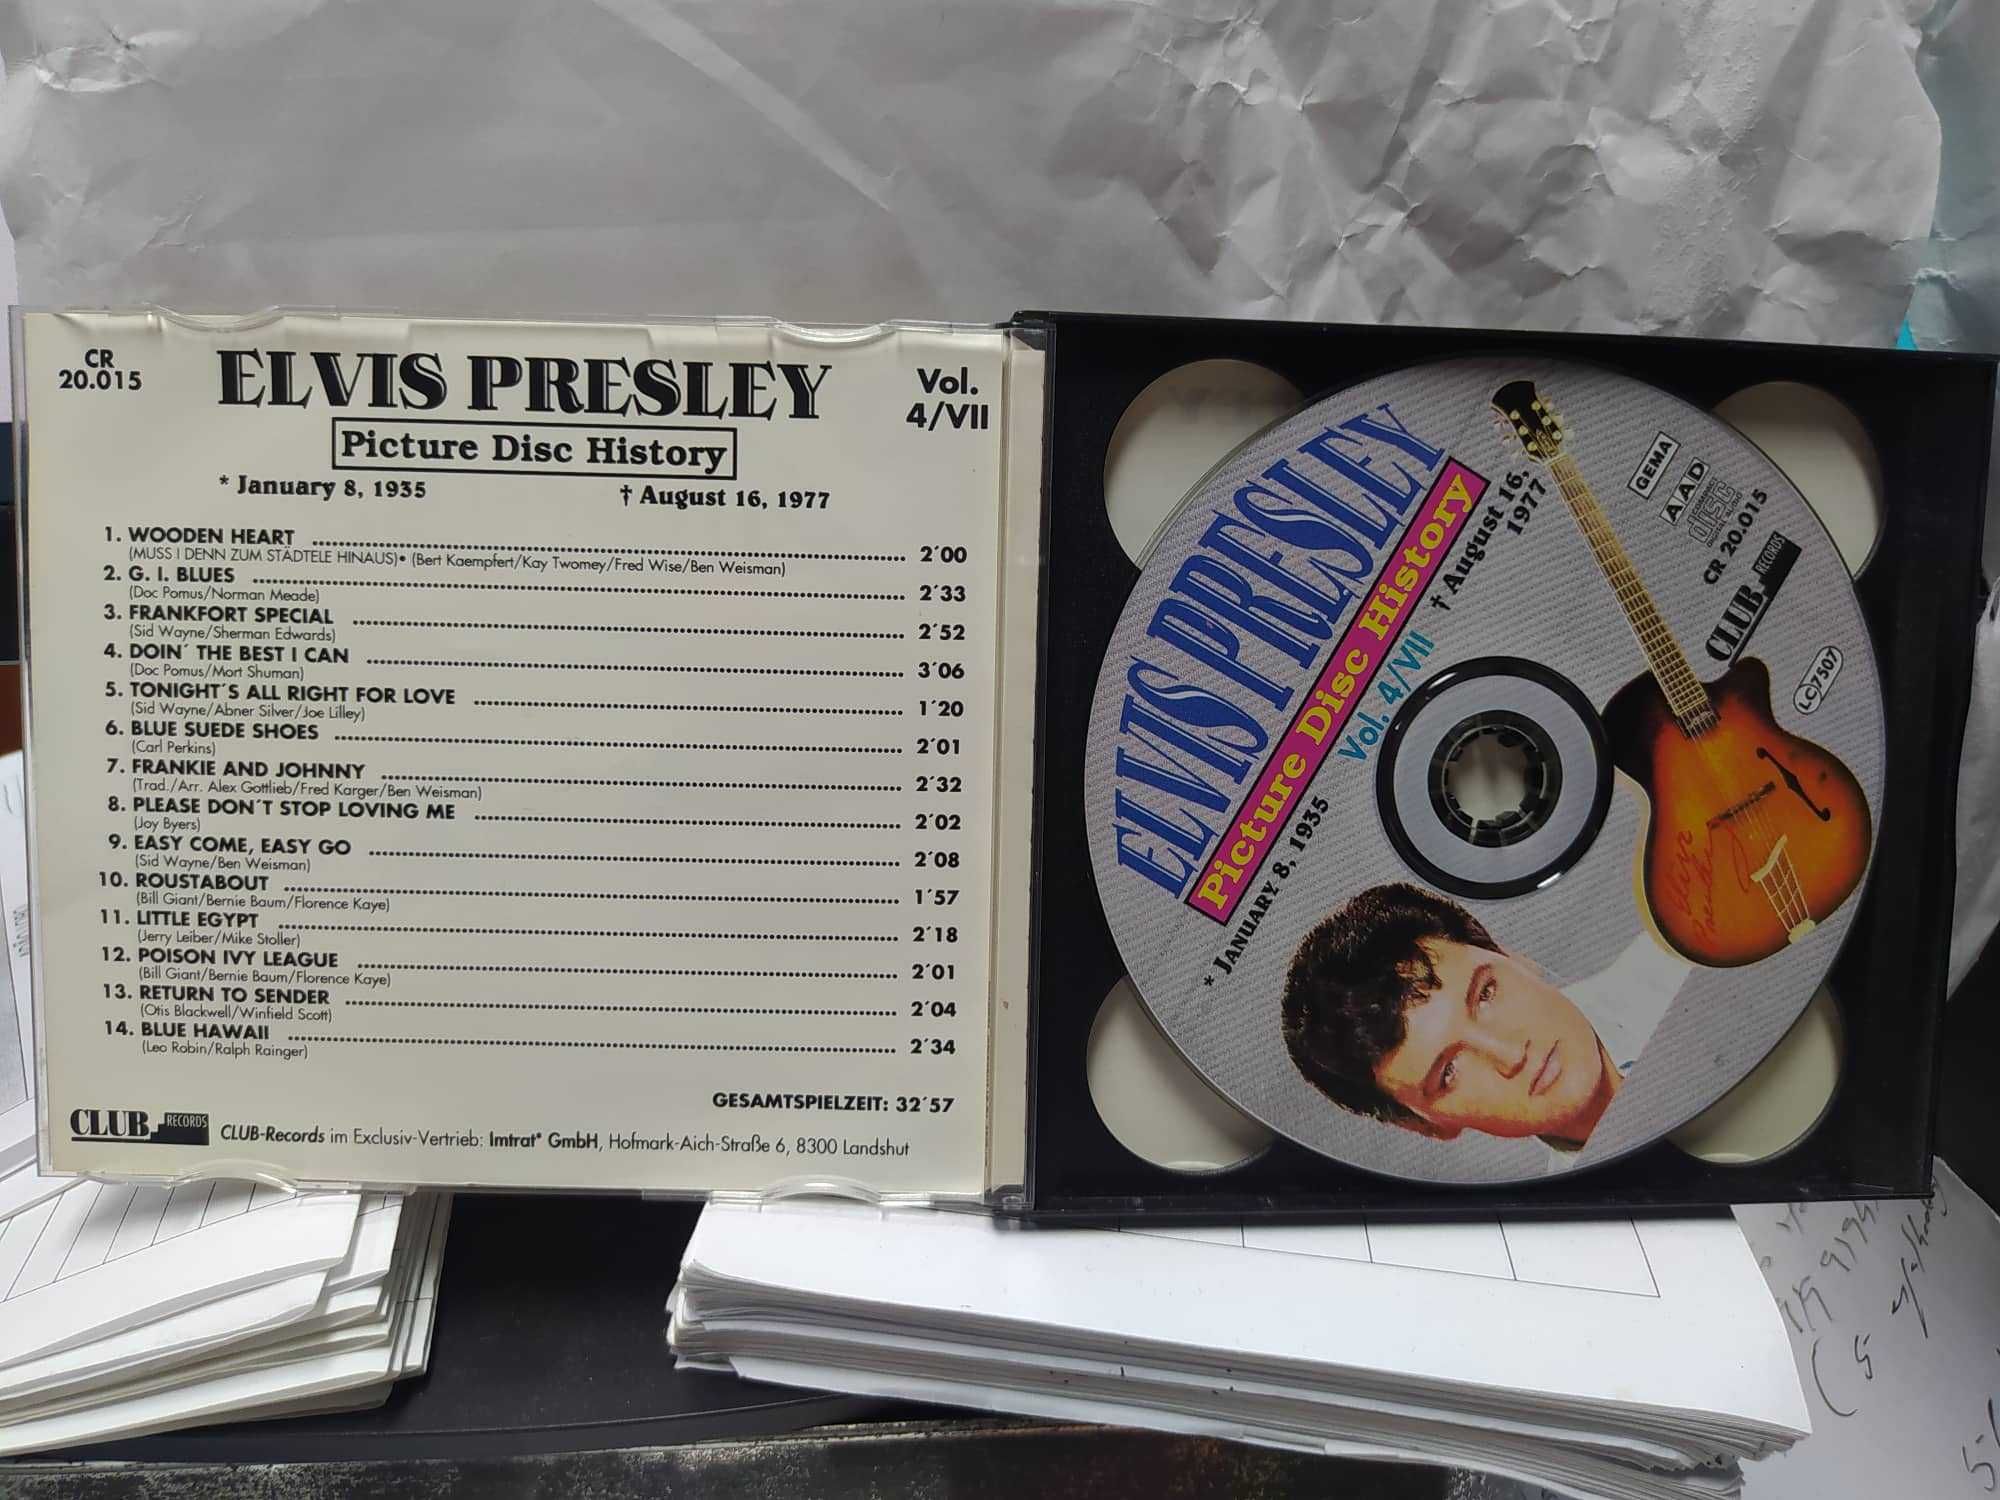 CR
20.015
ELVIS PRESLEY
Vol.
4/VII
Picture Disc History
* January 8, 1935
† August 16, 1977
1. WOODEN HEART 2´00
(MUSS I DENN ZUM STÄDTELE HINAUS)• (Bert Kaempfert/Kay Twomey/Fred Wise/Ben Weisman)
2. G. I. BLUES 2´33
(Doc Pomus/Norman Meade)
3. FRANKFORT SPECIAL 2´52
(Sid Wayne/Sherman Edwards)
4. DOIN´ THE BEST I CAN 3´06
(Doc Pomus/Mort Shuman)
5. TONIGHT´S ALL RIGHT FOR LOVE 1´20
(Sid Wayne/Abner Silver/Joe Lilley)
6. BLUE SUEDE SHOES 2´01
(Carl Perkins)
7. FRANKIE AND JOHNNY 2´32
(Trad./Arr. Alex Gottlieb/Fred Karger/Ben Weisman)
8. PLEASE DON´T STOP LOVING ME 2´02
(Joy Byers)
9. EASY COME, EASY GO 2´08
(Sid Wayne/Ben Weisman)
10. ROUSTABOUT 1´57
(Bill Giant/Bernie Baum/Florence Kaye)
11. LITTLE EGYPT 2´18
(Jerry Leiber/Mike Stoller)
12. POISON IVY LEAGUE 2´01
(Bill Giant/Bernie Baum/Florence Kaye)
13. RETURN TO SENDER 2´04
(Otis Blackwell/Winfield Scott)
14. BLUE HAWAII 2´34
(Leo Robin/Ralph Rainger)
GESAMTSPIELZEIT: 32´57
CLUB RECORDS
CLUB-Records im Exclusiv-Vertrieb: Imtrat* GmbH, Hofmark-Aich-Straße 6, 8300 Landshut
ELVIS PRESLEY
Picture Disc History
* JANUARY 8, 1935
Vol. 4/VII
† August 16,
1977
GEMA
AAD
COMPACT
disc
DIGITAL AUDIO
CR 20.015
CLUB RECORDS
LC 7507
Elvis
Presley